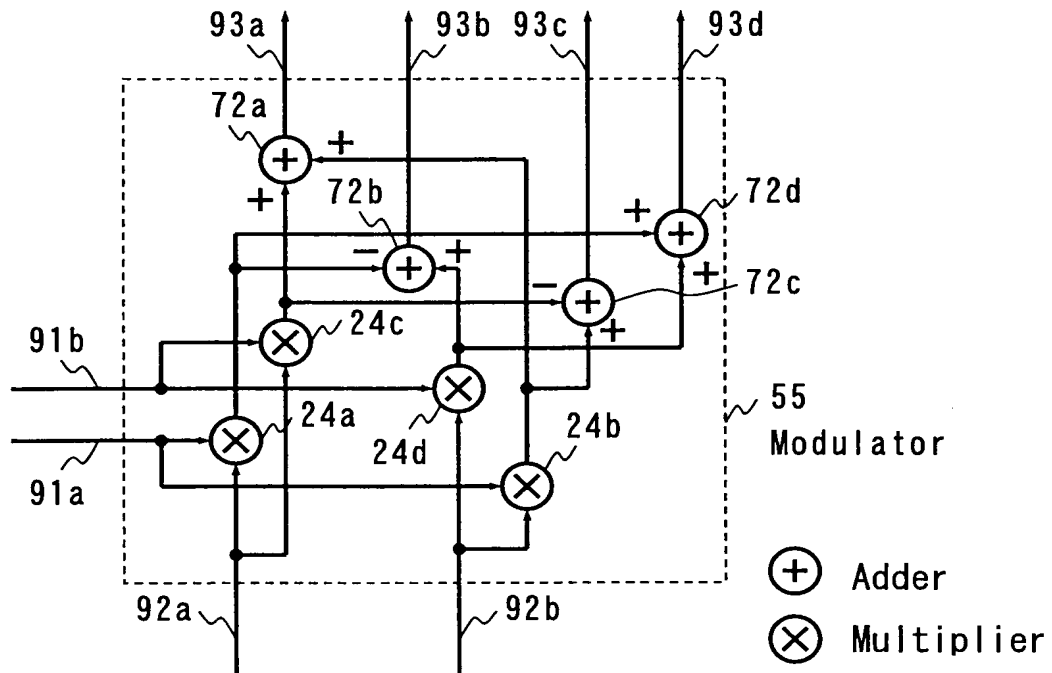 93a 93b 93c 93d
72a
+
+ 72b + 72d
− + +
− 72c
+
91b 24c
24a 24d 24b 55
Modulator
91a
92a 92b
Adder
Multiplier